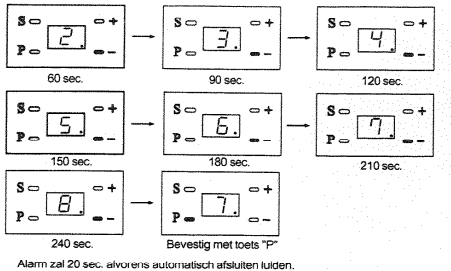 S + S + S +
2. 3. 4.
P - P - P -
60 sec. 90 sec. 120 sec.
S + S + S +
5. 6. 7.
P - P - P -
150 sec. 180 sec. 210 sec.
S + S +
8. 7.
P - P -
240 sec. Bevestig met toets "P"
Alarm zal 20 sec. alvorens automatisch afsluiten luiden.